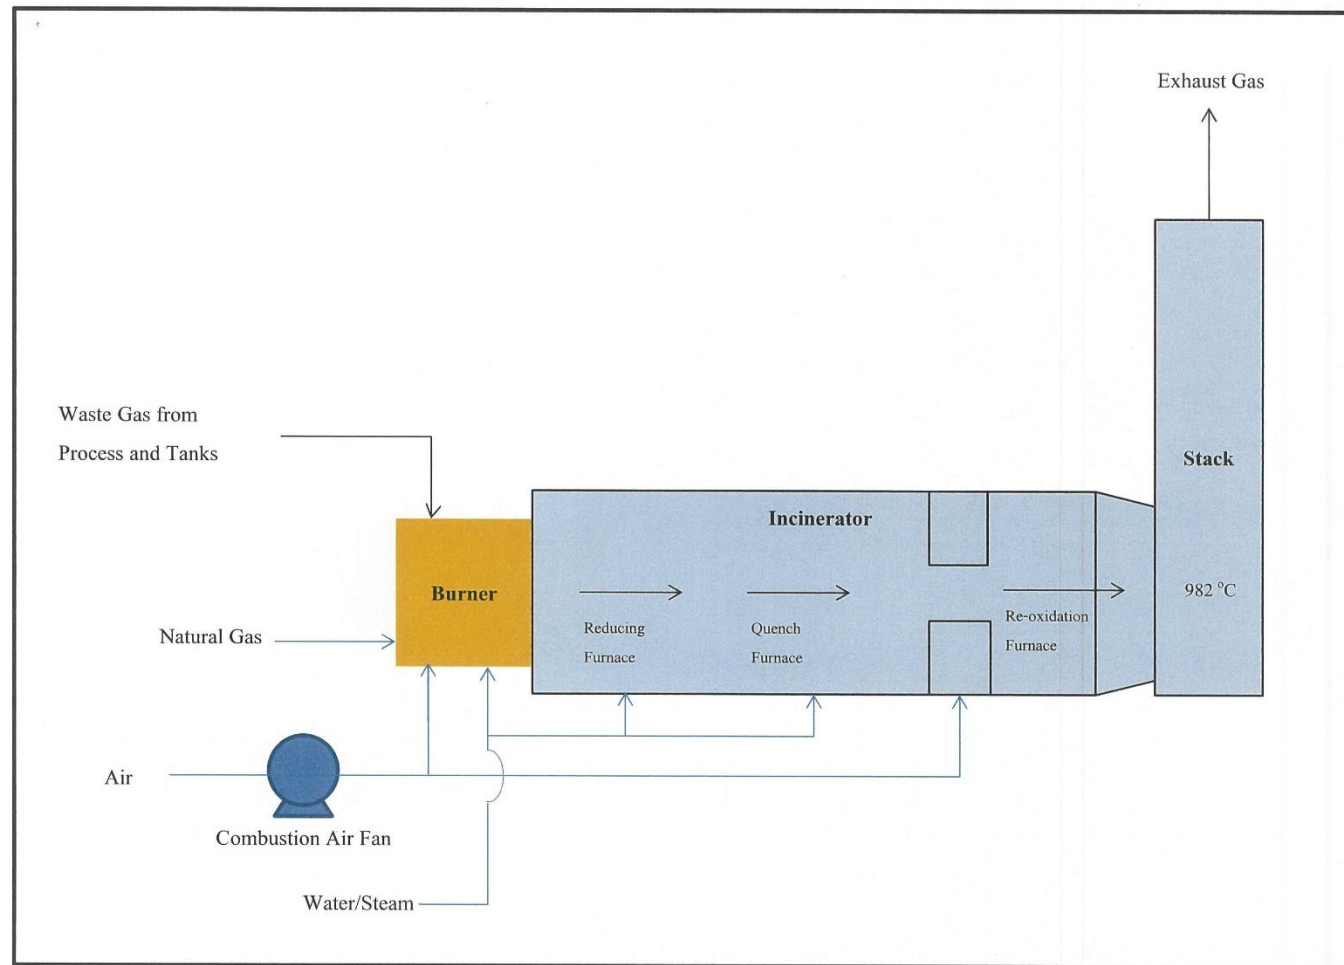 Exhaust Gas
Waste Gas from
Process and Tanks
Stack
Incinerator
Burner
982 °C
Reducing
Furnace
Quench
Furnace
Re-oxidation
Furnace
Natural Gas
Air
Combustion Air Fan
Water/Steam